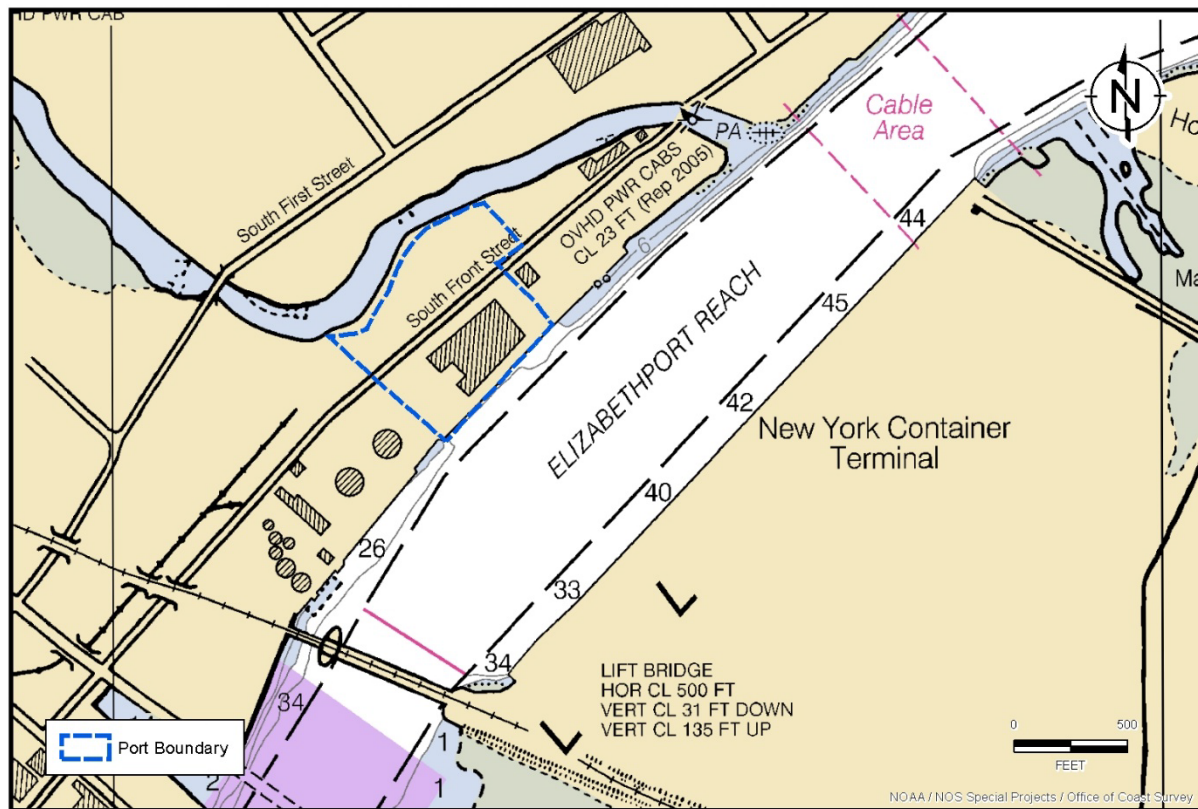 HD PWR CAB
N
Cable
Area
PA
Ho
South First Street
OVHD PWR CABS
CL 23 FT (Rep 2005)
6
44
South Front Street
Ma
45
ELIZABETHPORT REACH
42
New York Container
Terminal
40
26
33
34
LIFT BRIDGE
HOR CL 500 FT
VERT CL 31 FT DOWN
VERT CL 135 FT UP
34
0 500
FEET
Port Boundary
1
2
1
NOAA / NOS Special Projects / Office of Coast Survey